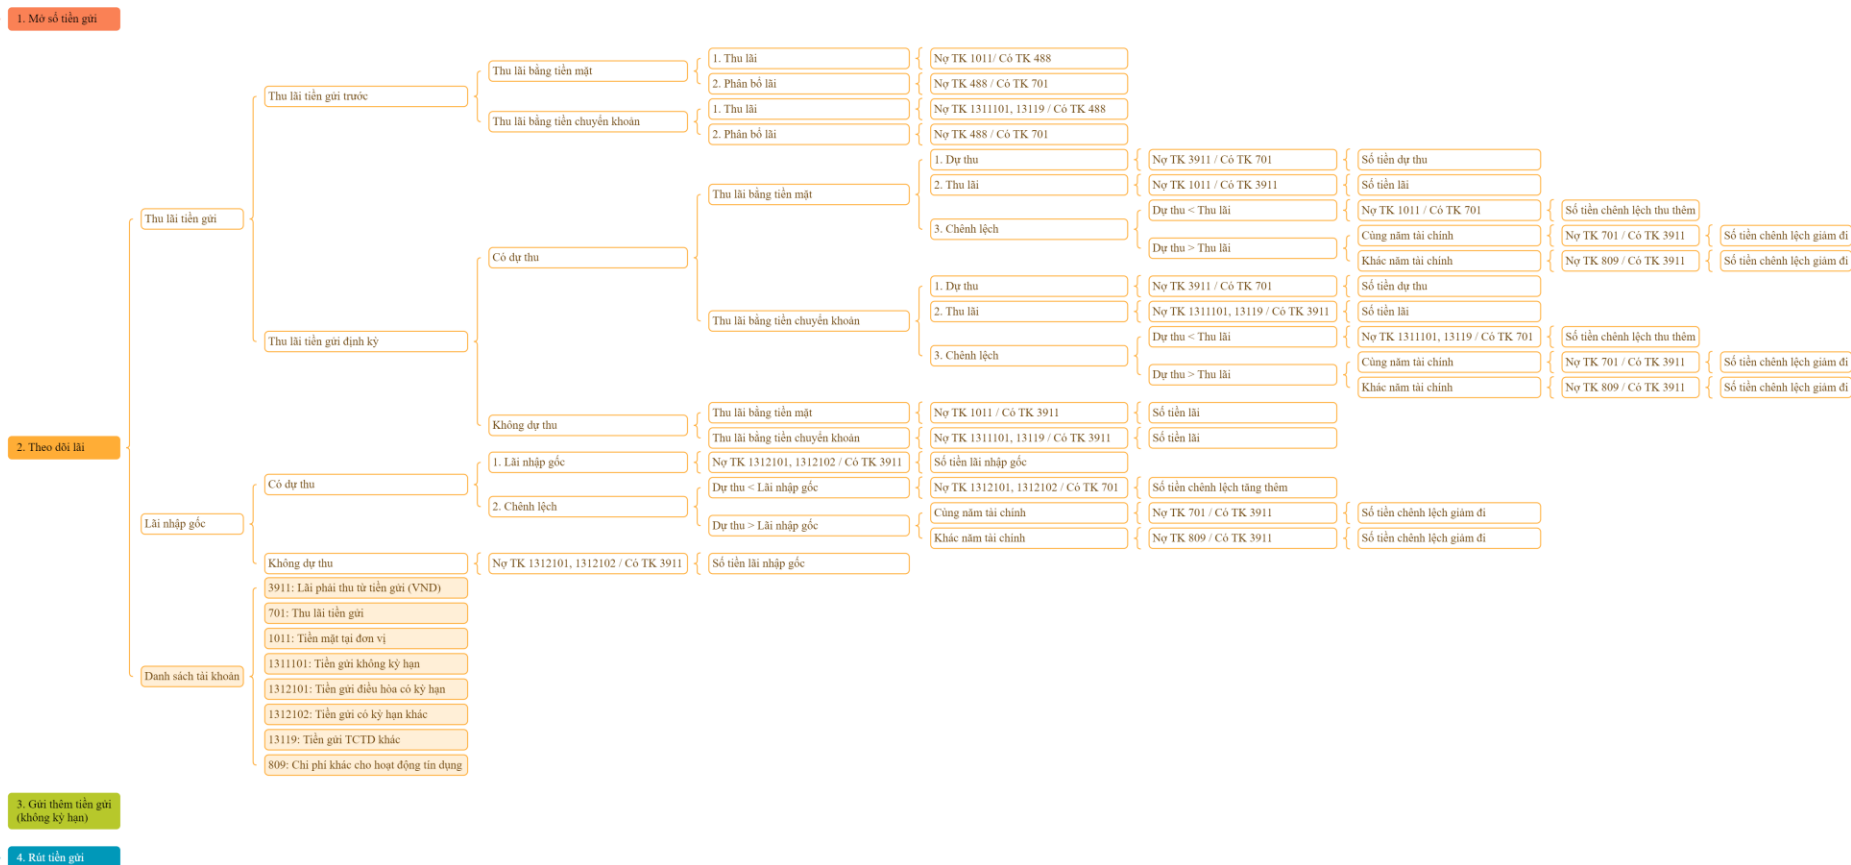 1. Mở sổ tiền gửi
2. Theo dõi lãi
Thu lãi tiền gửi
Thu lãi tiền gửi trước
Thu lãi bằng tiền mặt
1. Thu lãi
Nợ TK 1011/ Có TK 488
2. Phân bổ lãi
Nợ TK 488 / Có TK 701
Thu lãi bằng tiền chuyển khoản
1. Thu lãi
Nợ TK 1311101, 13119 / Có TK 488
2. Phân bổ lãi
Nợ TK 488 / Có TK 701
Thu lãi tiền gửi định kỳ
Có dự thu
Thu lãi bằng tiền mặt
1. Dự thu
Nợ TK 3911 / Có TK 701
Số tiền dự thu
2. Thu lãi
Nợ TK 1011 / Có TK 3911
Số tiền lãi
3. Chênh lệch
Dự thu < Thu lãi
Nợ TK 1011 / Có TK 701
Số tiền chênh lệch thu thêm
Dự thu > Thu lãi
Cùng năm tài chính
Nợ TK 701 / Có TK 3911
Số tiền chênh lệch giảm đi
Khác năm tài chính
Nợ TK 809 / Có TK 3911
Số tiền chênh lệch giảm đi
Thu lãi bằng tiền chuyển khoản
1. Dự thu
Nợ TK 3911 / Có TK 701
Số tiền dự thu
2. Thu lãi
Nợ TK 1311101, 13119 / Có TK 3911
Số tiền lãi
3. Chênh lệch
Dự thu < Thu lãi
Nợ TK 1311101, 13119 / Có TK 701
Số tiền chênh lệch thu thêm
Dự thu > Thu lãi
Cùng năm tài chính
Nợ TK 701 / Có TK 3911
Số tiền chênh lệch giảm đi
Khác năm tài chính
Nợ TK 809 / Có TK 3911
Số tiền chênh lệch giảm đi
Không dự thu
Thu lãi bằng tiền mặt
Nợ TK 1011 / Có TK 3911
Số tiền lãi
Thu lãi bằng tiền chuyển khoản
Nợ TK 1311101, 13119 / Có TK 3911
Số tiền lãi
Lãi nhập gốc
Có dự thu
1. Lãi nhập gốc
Nợ TK 1312101, 1312102 / Có TK 3911
Số tiền lãi nhập gốc
2. Chênh lệch
Dự thu < Lãi nhập gốc
Nợ TK 1312101, 1312102 / Có TK 701
Số tiền chênh lệch tăng thêm
Dự thu > Lãi nhập gốc
Cùng năm tài chính
Nợ TK 701 / Có TK 3911
Số tiền chênh lệch giảm đi
Khác năm tài chính
Nợ TK 809 / Có TK 3911
Số tiền chênh lệch giảm đi
Không dự thu
Nợ TK 1312101, 1312102 / Có TK 3911
Số tiền lãi nhập gốc
Danh sách tài khoản
3911: Lãi phải thu từ tiền gửi (VND)
701: Thu lãi tiền gửi
1011: Tiền mặt tại đơn vị
1311101: Tiền gửi không kỳ hạn
1312101: Tiền gửi điều hòa có kỳ hạn
1312102: Tiền gửi có kỳ hạn khác
13119: Tiền gửi TCTD khác
809: Chi phí khác cho hoạt động tín dụng
3. Gửi thêm tiền gửi
(không kỳ hạn)
4. Rút tiền gửi